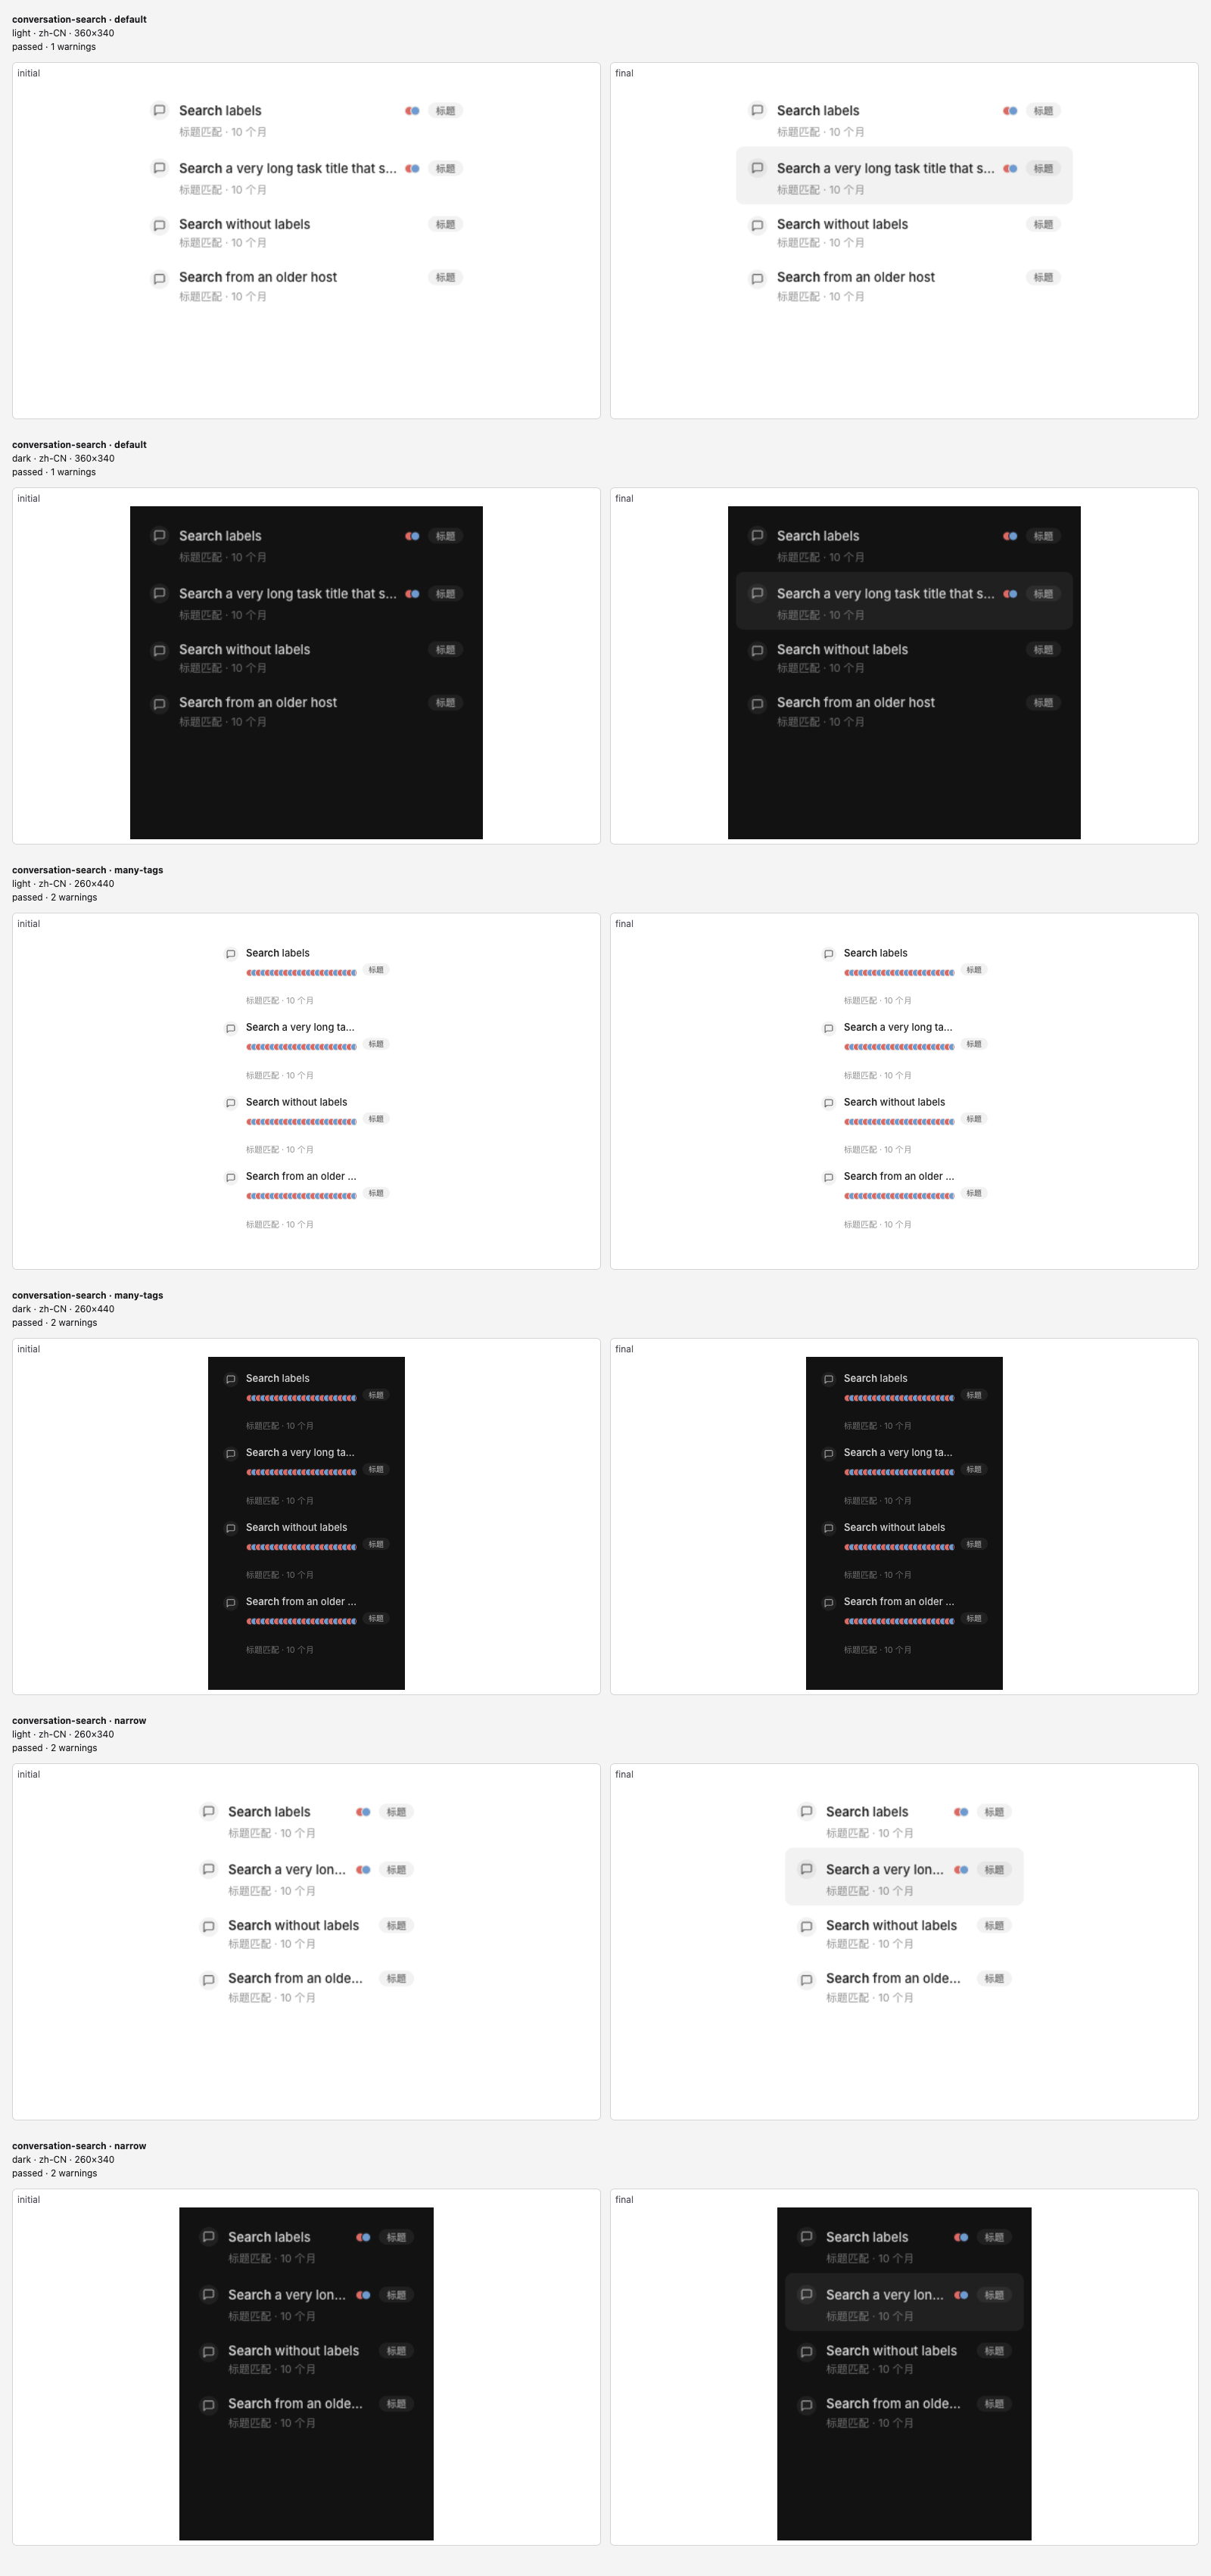 conversation-search · default
light · zh-CN · 360×340
passed · 1 warnings
initial
Search labels 标题
标题匹配 · 10 个月
Search a very long task title that s... 标题
标题匹配 · 10 个月
Search without labels 标题
标题匹配 · 10 个月
Search from an older host 标题
标题匹配 · 10 个月
final
Search labels 标题
标题匹配 · 10 个月
Search a very long task title that s... 标题
标题匹配 · 10 个月
Search without labels 标题
标题匹配 · 10 个月
Search from an older host 标题
标题匹配 · 10 个月
conversation-search · default
dark · zh-CN · 360×340
passed · 1 warnings
initial
Search labels 标题
标题匹配 · 10 个月
Search a very long task title that s... 标题
标题匹配 · 10 个月
Search without labels 标题
标题匹配 · 10 个月
Search from an older host 标题
标题匹配 · 10 个月
final
Search labels 标题
标题匹配 · 10 个月
Search a very long task title that s... 标题
标题匹配 · 10 个月
Search without labels 标题
标题匹配 · 10 个月
Search from an older host 标题
标题匹配 · 10 个月
conversation-search · many-tags
light · zh-CN · 260×440
passed · 2 warnings
initial
Search labels
标题
标题匹配 · 10 个月
Search a very long ta...
标题
标题匹配 · 10 个月
Search without labels
标题
标题匹配 · 10 个月
Search from an older ...
标题
标题匹配 · 10 个月
final
Search labels
标题
标题匹配 · 10 个月
Search a very long ta...
标题
标题匹配 · 10 个月
Search without labels
标题
标题匹配 · 10 个月
Search from an older ...
标题
标题匹配 · 10 个月
conversation-search · many-tags
dark · zh-CN · 260×440
passed · 2 warnings
initial
Search labels
标题
标题匹配 · 10 个月
Search a very long ta...
标题
标题匹配 · 10 个月
Search without labels
标题
标题匹配 · 10 个月
Search from an older ...
标题
标题匹配 · 10 个月
final
Search labels
标题
标题匹配 · 10 个月
Search a very long ta...
标题
标题匹配 · 10 个月
Search without labels
标题
标题匹配 · 10 个月
Search from an older ...
标题
标题匹配 · 10 个月
conversation-search · narrow
light · zh-CN · 260×340
passed · 2 warnings
initial
Search labels 标题
标题匹配 · 10 个月
Search a very lon... 标题
标题匹配 · 10 个月
Search without labels 标题
标题匹配 · 10 个月
Search from an olde... 标题
标题匹配 · 10 个月
final
Search labels 标题
标题匹配 · 10 个月
Search a very lon... 标题
标题匹配 · 10 个月
Search without labels 标题
标题匹配 · 10 个月
Search from an olde... 标题
标题匹配 · 10 个月
conversation-search · narrow
dark · zh-CN · 260×340
passed · 2 warnings
initial
Search labels 标题
标题匹配 · 10 个月
Search a very lon... 标题
标题匹配 · 10 个月
Search without labels 标题
标题匹配 · 10 个月
Search from an olde... 标题
标题匹配 · 10 个月
final
Search labels 标题
标题匹配 · 10 个月
Search a very lon... 标题
标题匹配 · 10 个月
Search without labels 标题
标题匹配 · 10 个月
Search from an olde... 标题
标题匹配 · 10 个月